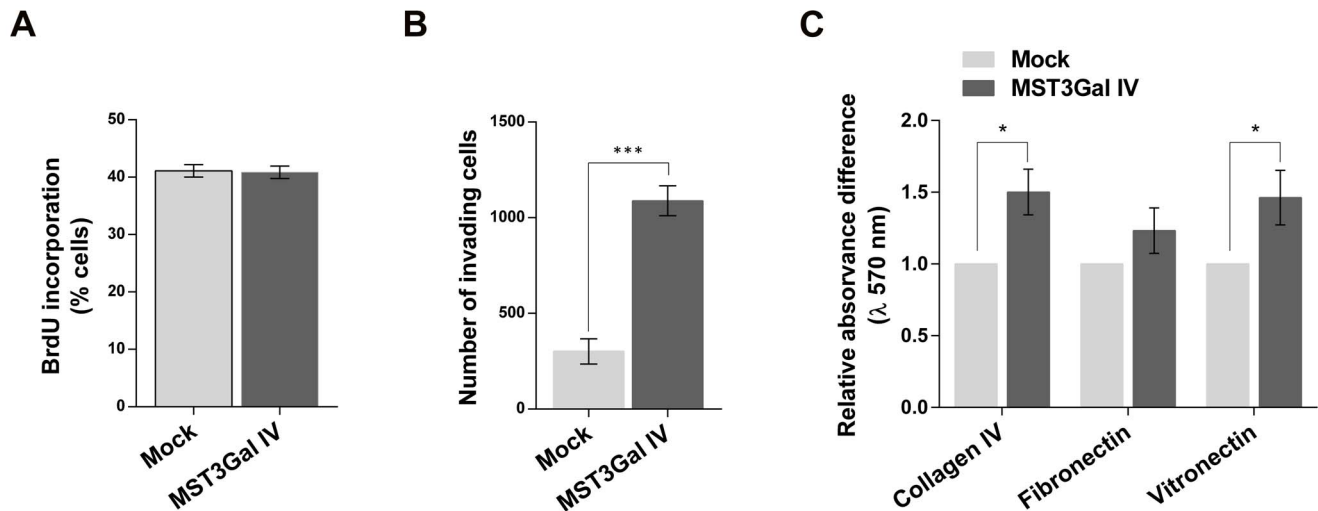 A
BrdU incorporation
(% cells)
50
40
30
20
10
0
Mock
MST3Gal IV
B
Number of invading cells
1500
1000
500
0
***
Mock
MST3Gal IV
C
Mock
MST3Gal IV
Relative absorvance difference
(λ 570 nm)
2.0
1.5
1.0
0.5
0.0
*
*
Collagen IV
Fibronectin
Vitronectin